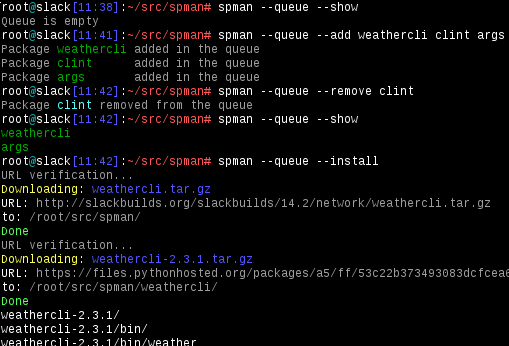 root@slack[11:38]:~/src/spman# spman --queue --show
Queue is empty
root@slack[11:41]:~/src/spman# spman --queue --add weathercli clint args
Package weathercli added in the queue
Package clint      added in the queue
Package args       added in the queue
root@slack[11:42]:~/src/spman# spman --queue --remove clint
Package clint removed from the queue
root@slack[11:42]:~/src/spman# spman --queue --show
weathercli
args
root@slack[11:42]:~/src/spman# spman --queue --install
URL verification...
Downloading: weathercli.tar.gz
URL: http://slackbuilds.org/slackbuilds/14.2/network/weathercli.tar.gz
to: /root/src/spman/
Done
URL verification...
Downloading: weathercli-2.3.1.tar.gz
URL: https://files.pythonhosted.org/packages/a5/ff/53c22b373493083dcfcea6
to: /root/src/spman/weathercli/
Done
weathercli-2.3.1/
weathercli-2.3.1/bin/
weathercli-2.3.1/bin/weather